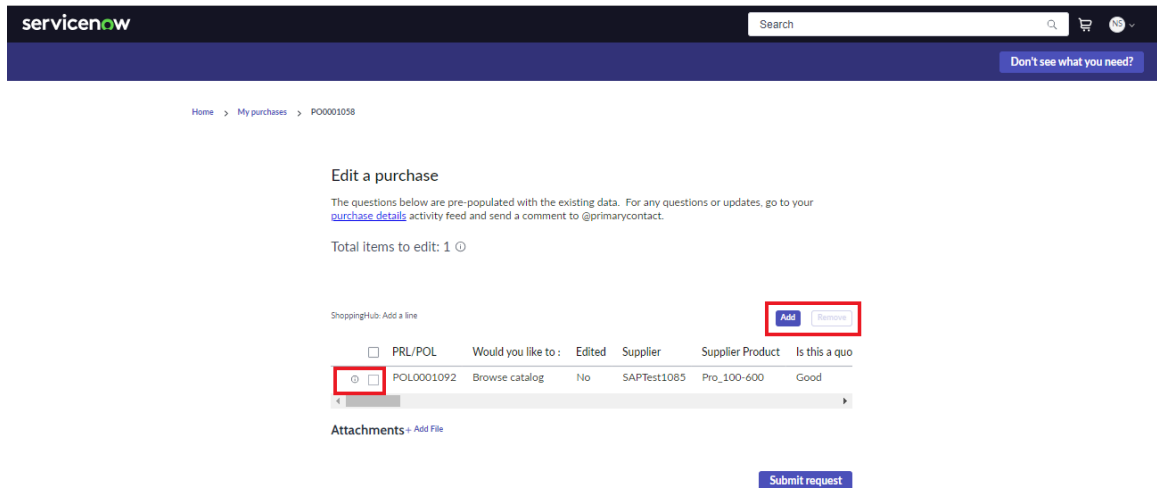 servicenow
Search
NS
Don't see what you need?
Home > My purchases > PO0001058
Edit a purchase
The questions below are pre-populated with the existing data. For any questions or updates, go to your
purchase details activity feed and send a comment to @primarycontact.
Total items to edit: 1
ShoppingHub: Add a line
Add Remove
PRL/POL Would you like to : Edited Supplier Supplier Product Is this a quo
POL0001092 Browse catalog No SAPTest1085 Pro_100-600 Good
Attachments + Add File
Submit request